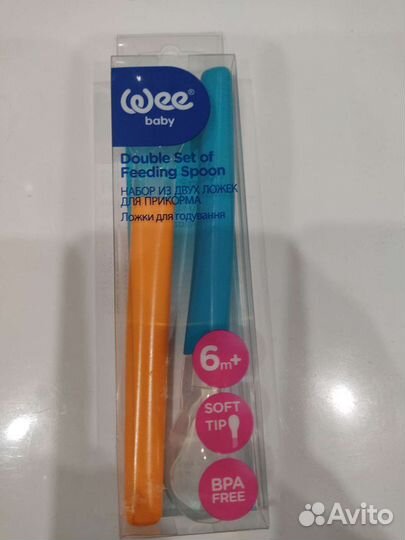 Wee®
baby
Double Set of
Feeding Spoon
НАБОР ИЗ ДВУХ ЛОЖЕК
ДЛЯ ПРИКОРМА
Ложки для годування
6m+
SOFT
TIP
BPA
FREE
Avito